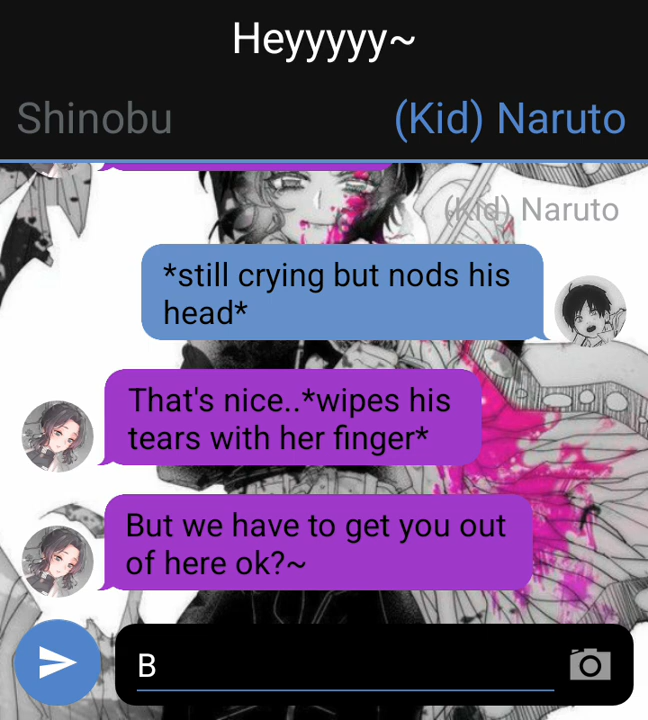 Heyyyyy~
Shinobu
(Kid) Naruto
(Kid) Naruto
*still crying but nods his
head*
That's nice..*wipes his
tears with her finger*
But we have to get you out
of here ok?~
B